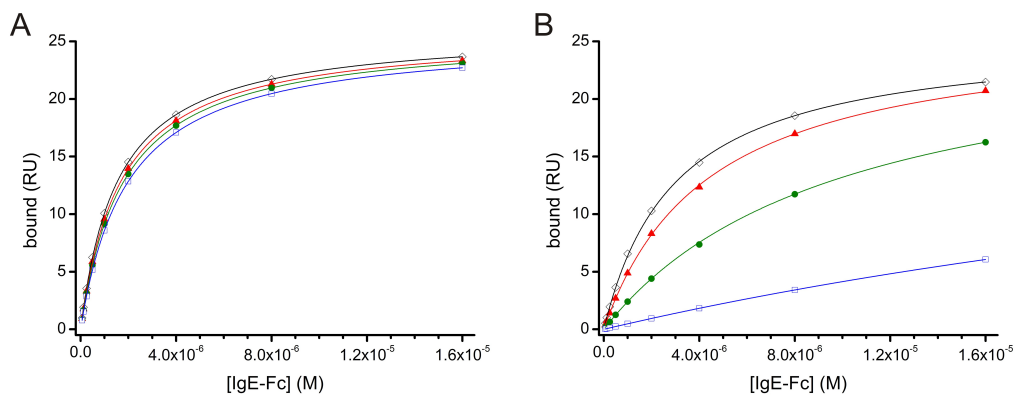 A
25
20
15
10
5
0
bound (RU)
0.0
4.0x10⁻⁶
8.0x10⁻⁶
1.2x10⁻⁵
1.6x10⁻⁵
[IgE-Fc] (M)
B
25
20
15
10
5
0
bound (RU)
0.0
4.0x10⁻⁶
8.0x10⁻⁶
1.2x10⁻⁵
1.6x10⁻⁵
[IgE-Fc] (M)